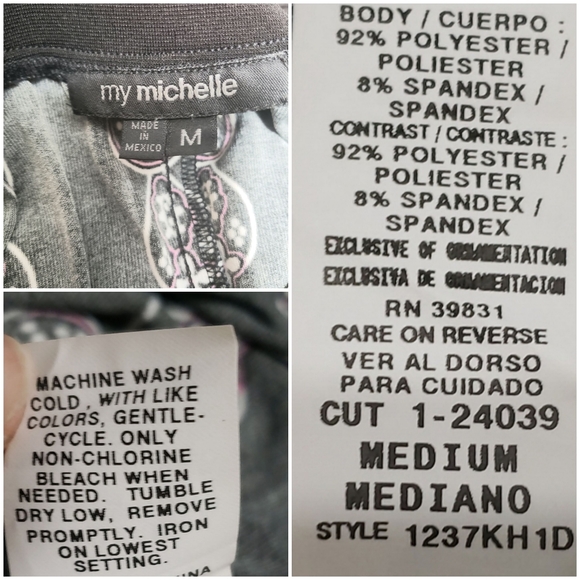 my michelle
MADE
IN
MEXICO
M
MACHINE WASH
COLD, WITH LIKE
COLORS, GENTLE-
CYCLE. ONLY
NON-CHLORINE
BLEACH WHEN
NEEDED. TUMBLE
DRY LOW, REMOVE
PROMPTLY. IRON
ON LOWEST
SETTING.
BODY / CUERPO :
92% POLYESTER /
POLIESTER
8% SPANDEX /
SPANDEX
CONTRAST / CONTRASTE :
92% POLYESTER /
POLIESTER
8% SPANDEX /
SPANDEX
EXCLUSIVE OF ORNAMENTATION
EXCLUSIVA DE ORNAMENTACION
RN 39831
CARE ON REVERSE
VER AL DORSO
PARA CUIDADO
CUT 1-24039
MEDIUM
MEDIANO
STYLE 1237KH1D